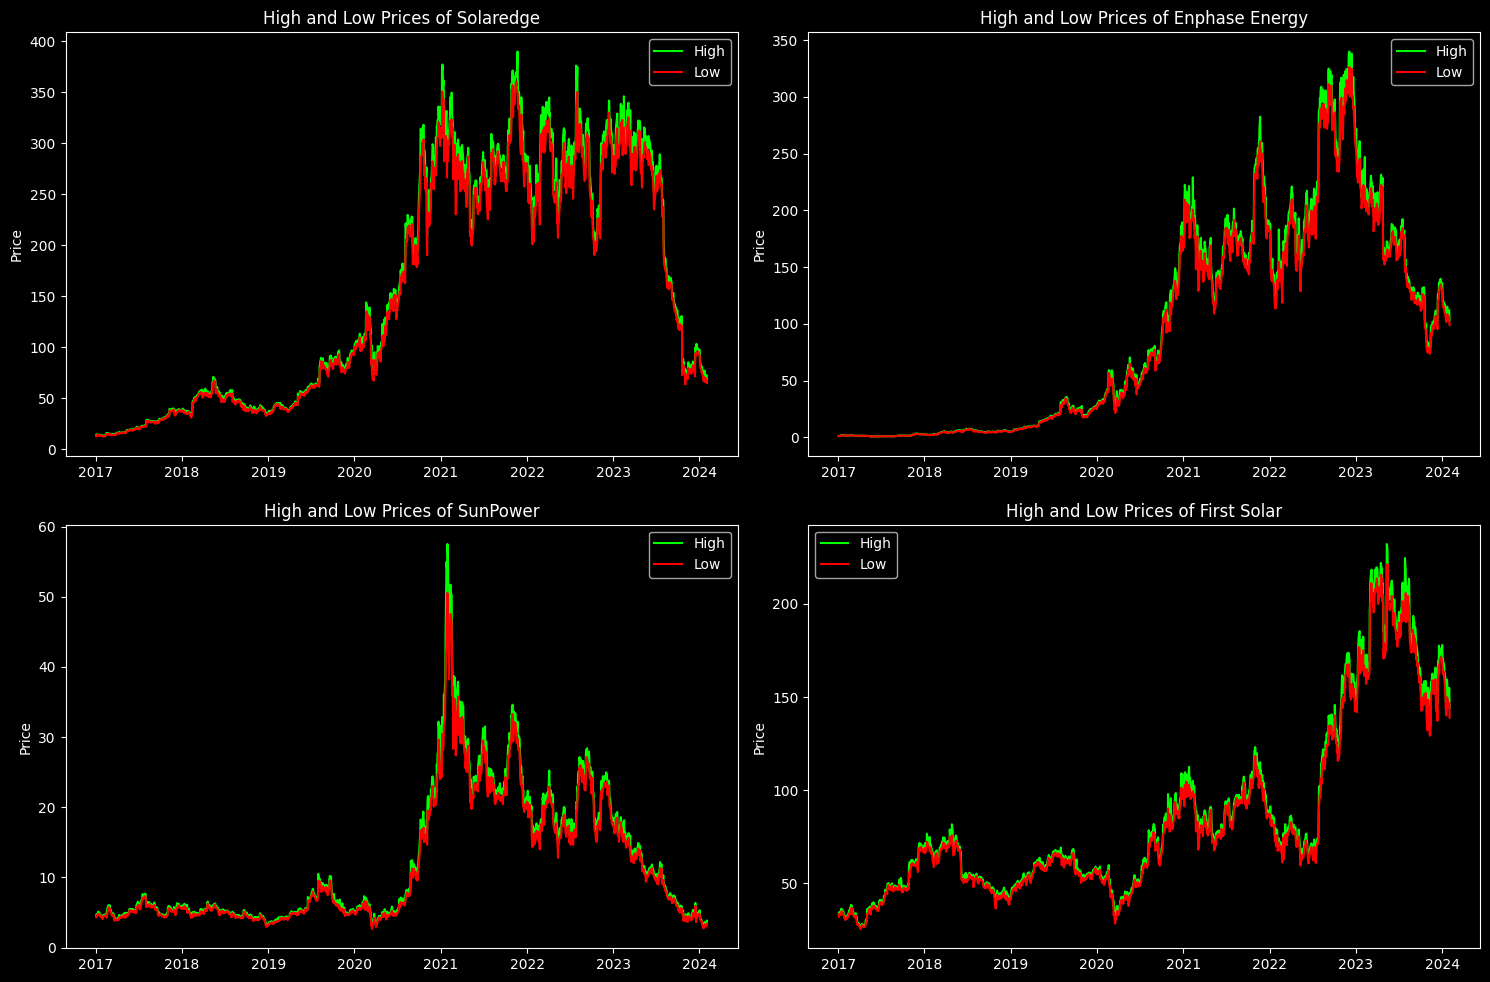 High and Low Prices of Solaredge
High
Low
Price
400
350
300
250
200
150
100
50
0
2017 2018 2019 2020 2021 2022 2023 2024
High and Low Prices of Enphase Energy
High
Low
Price
350
300
250
200
150
100
50
0
2017 2018 2019 2020 2021 2022 2023 2024
High and Low Prices of SunPower
High
Low
Price
60
50
40
30
20
10
0
2017 2018 2019 2020 2021 2022 2023 2024
High and Low Prices of First Solar
High
Low
Price
200
150
100
50
2017 2018 2019 2020 2021 2022 2023 2024